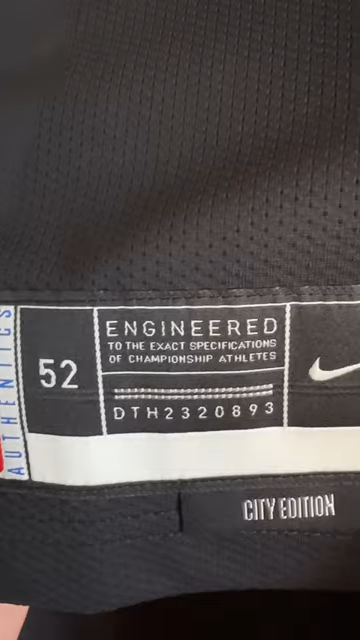 AUTHENTICS
52
ENGINEERED
TO THE EXACT SPECIFICATIONS
OF CHAMPIONSHIP ATHLETES
DTH2320893
CITY EDITION